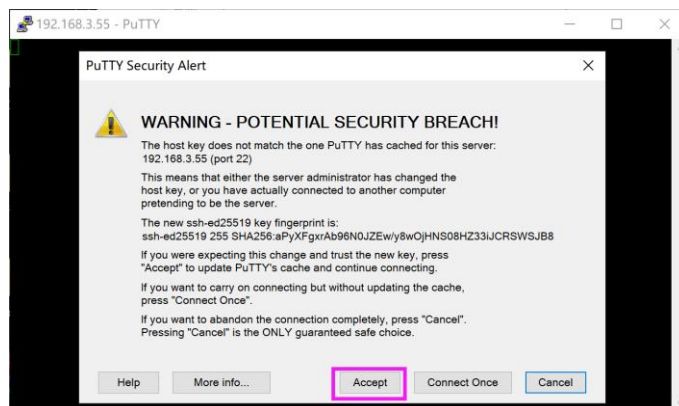 192.168.3.55 - PuTTY
PuTTY Security Alert
WARNING - POTENTIAL SECURITY BREACH!
The host key does not match the one PuTTY has cached for this server:
192.168.3.55 (port 22)
This means that either the server administrator has changed the
host key, or you have actually connected to another computer
pretending to be the server.
The new ssh-ed25519 key fingerprint is:
ssh-ed25519 255 SHA256:aPyXFgxrAb96N0JZEw/y8wOjHNS08HZ33iJCRSWSJB8
If you were expecting this change and trust the new key, press
"Accept" to update PuTTY's cache and continue connecting.
If you want to carry on connecting but without updating the cache,
press "Connect Once".
If you want to abandon the connection completely, press "Cancel".
Pressing "Cancel" is the ONLY guaranteed safe choice.
Help More info... Accept Connect Once Cancel